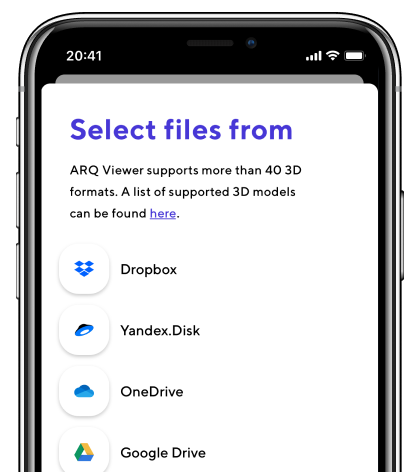 20:41
Select files from
ARQ Viewer supports more than 40 3D
formats. A list of supported 3D models
can be found here.
Dropbox
Yandex.Disk
OneDrive
Google Drive